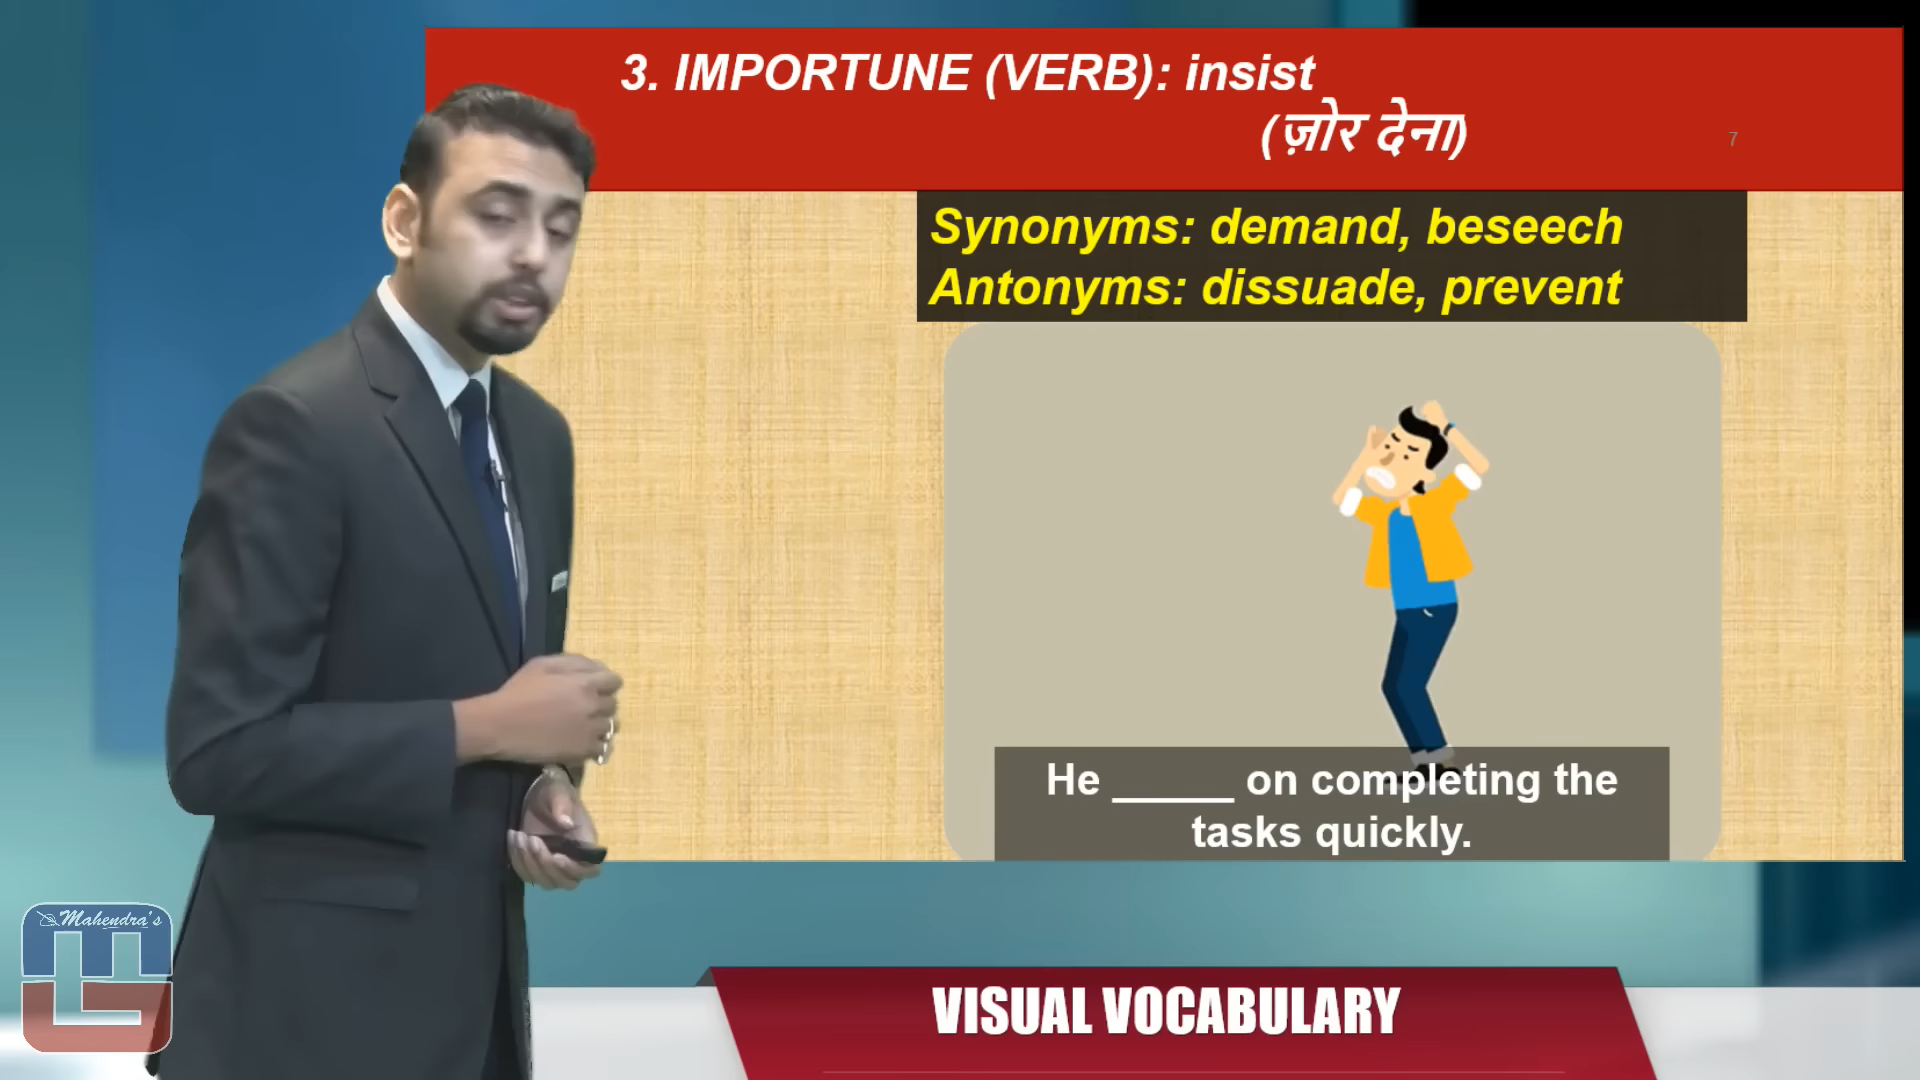 3. IMPORTUNE (VERB): insist
(ज़ोर देना)
7
Synonyms: demand, beseech
Antonyms: dissuade, prevent
He _____ on completing the
tasks quickly.
Mahendra's
VISUAL VOCABULARY